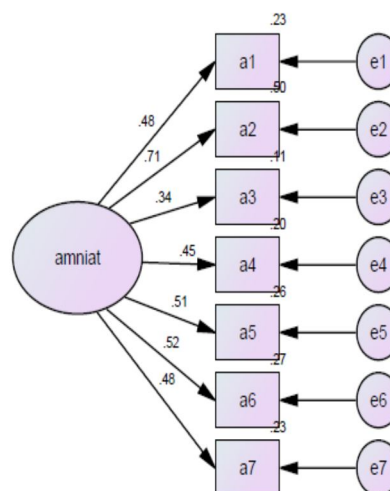 .23
a1
e1
.48
.50
a2
e2
.71
.11
a3
e3
.34
.20
amniat
a4
e4
.45
.26
a5
e5
.51
.27
a6
e6
.52
.23
a7
e7
.48